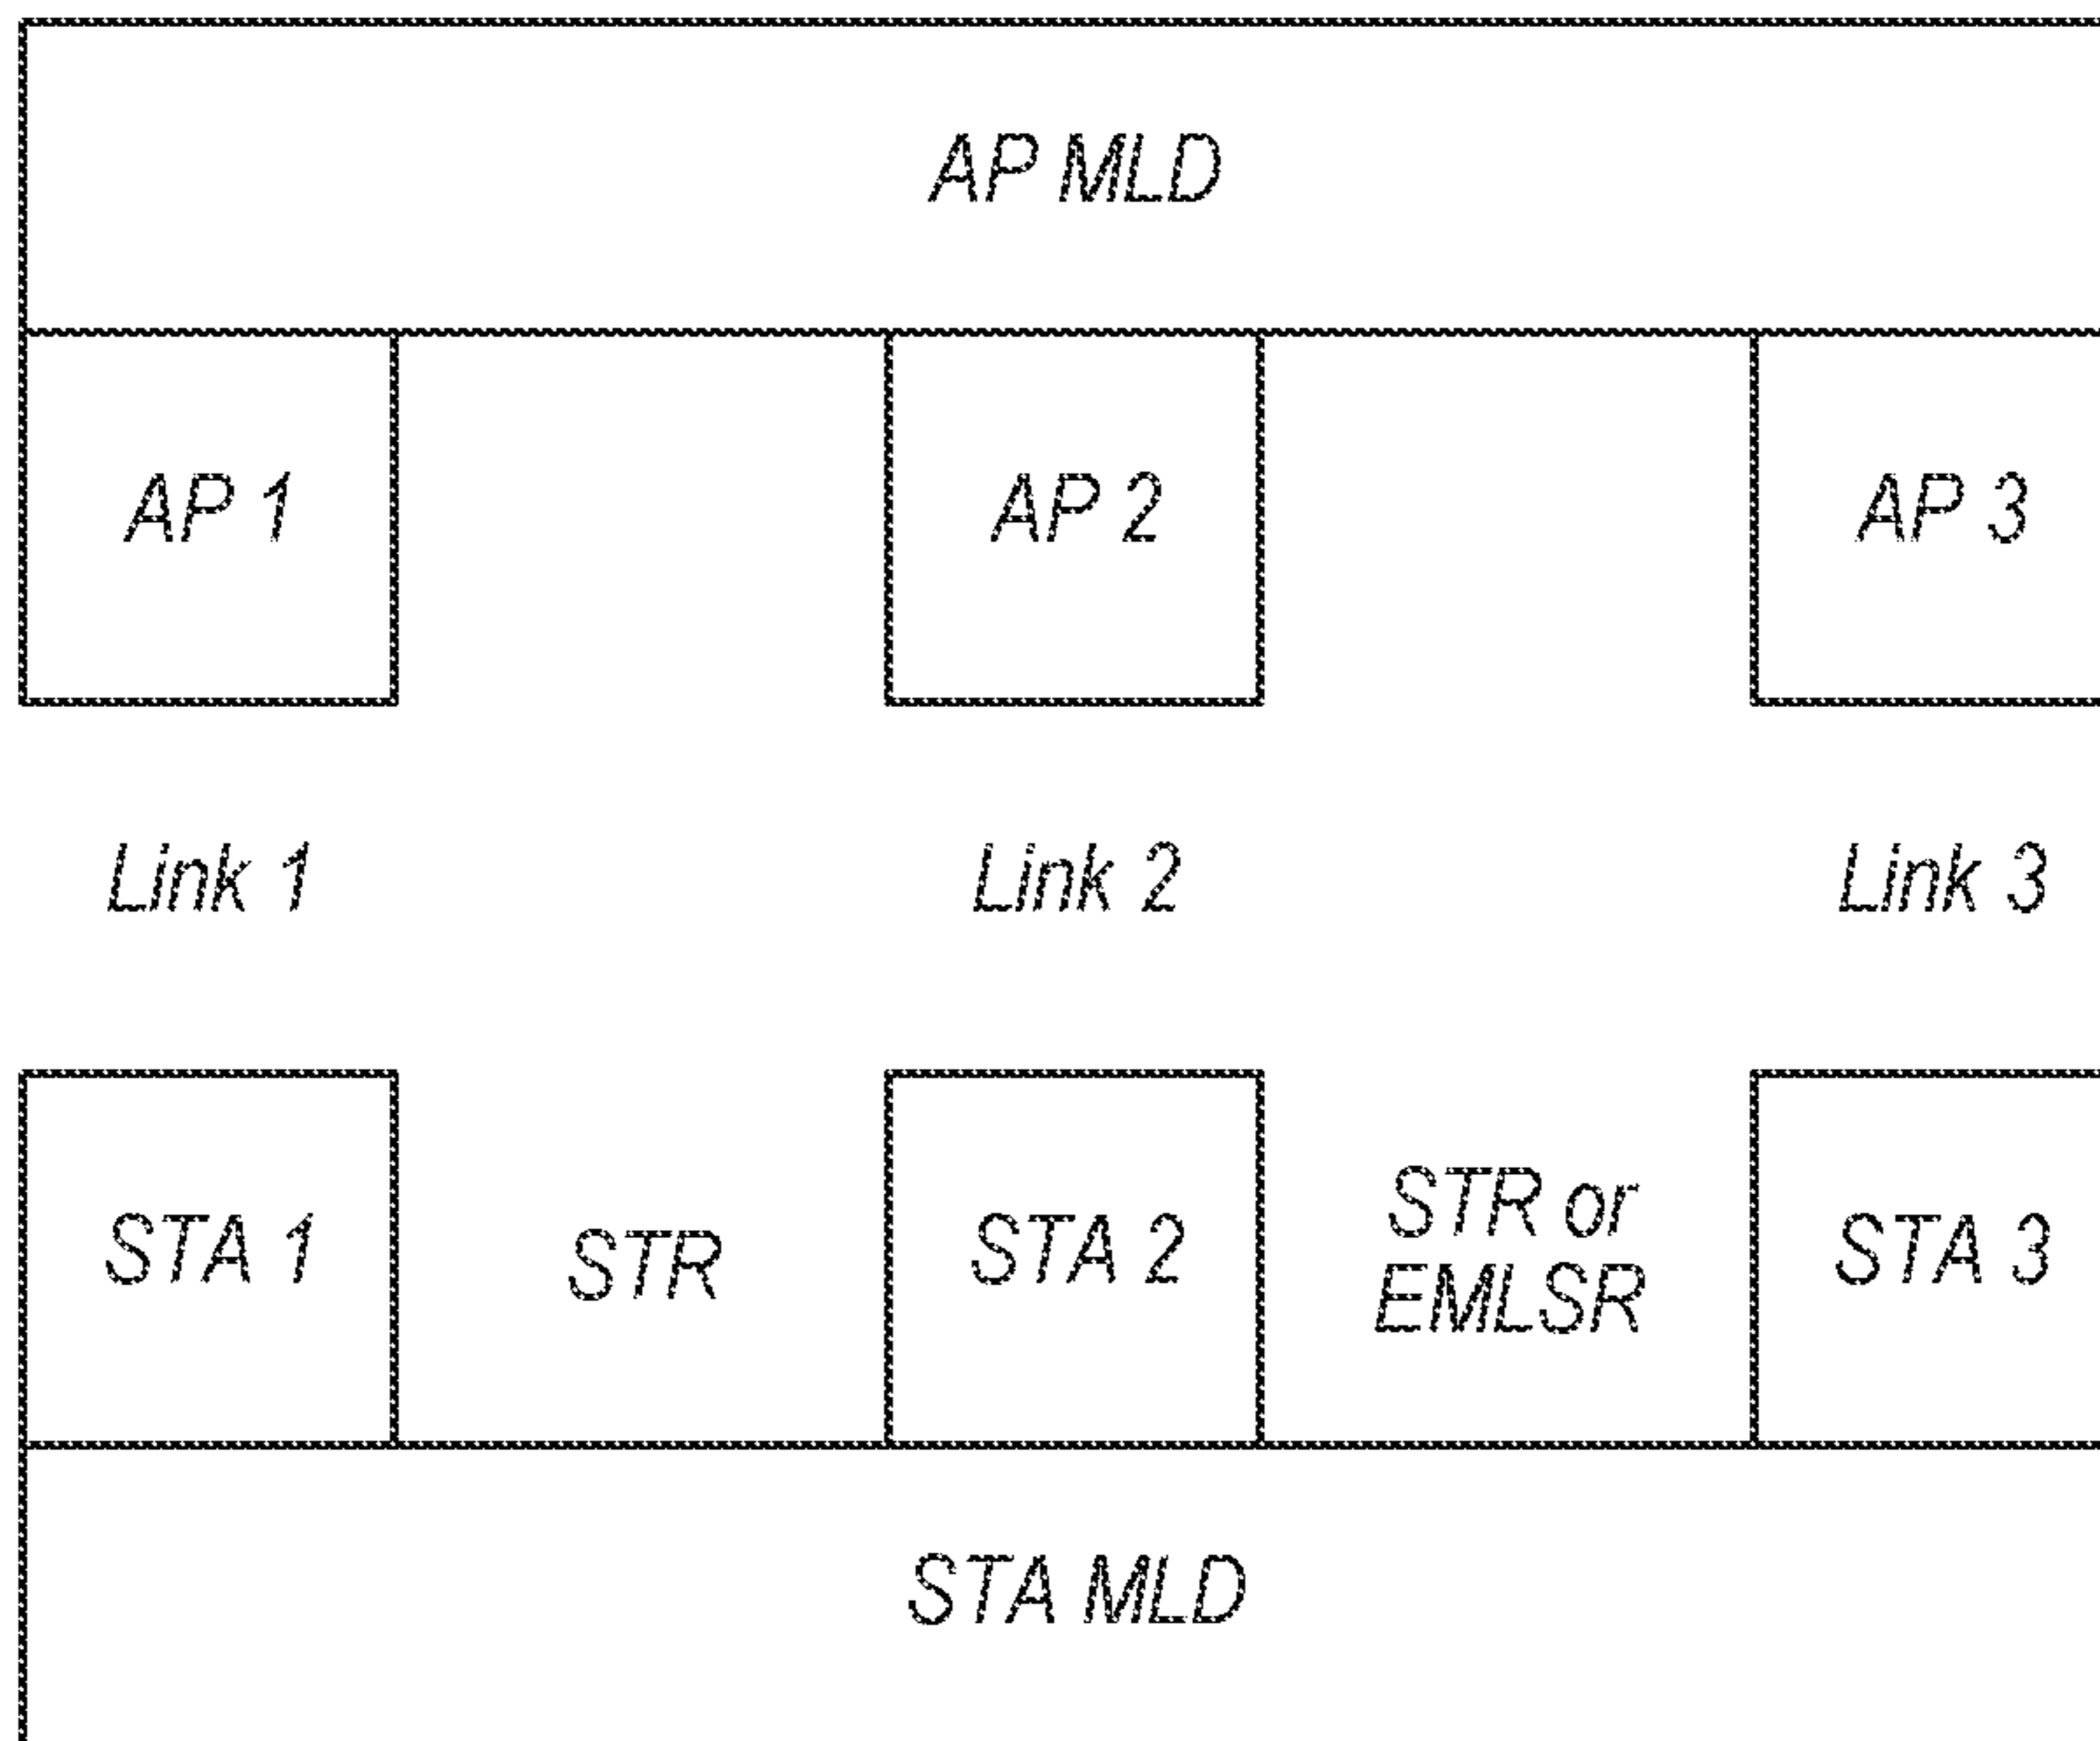 AP MLD
AP 1
AP 2
AP 3
Link 1
Link 2
Link 3
STA 1
STR
STA 2
STR or
EMLSR
STA 3
STA MLD